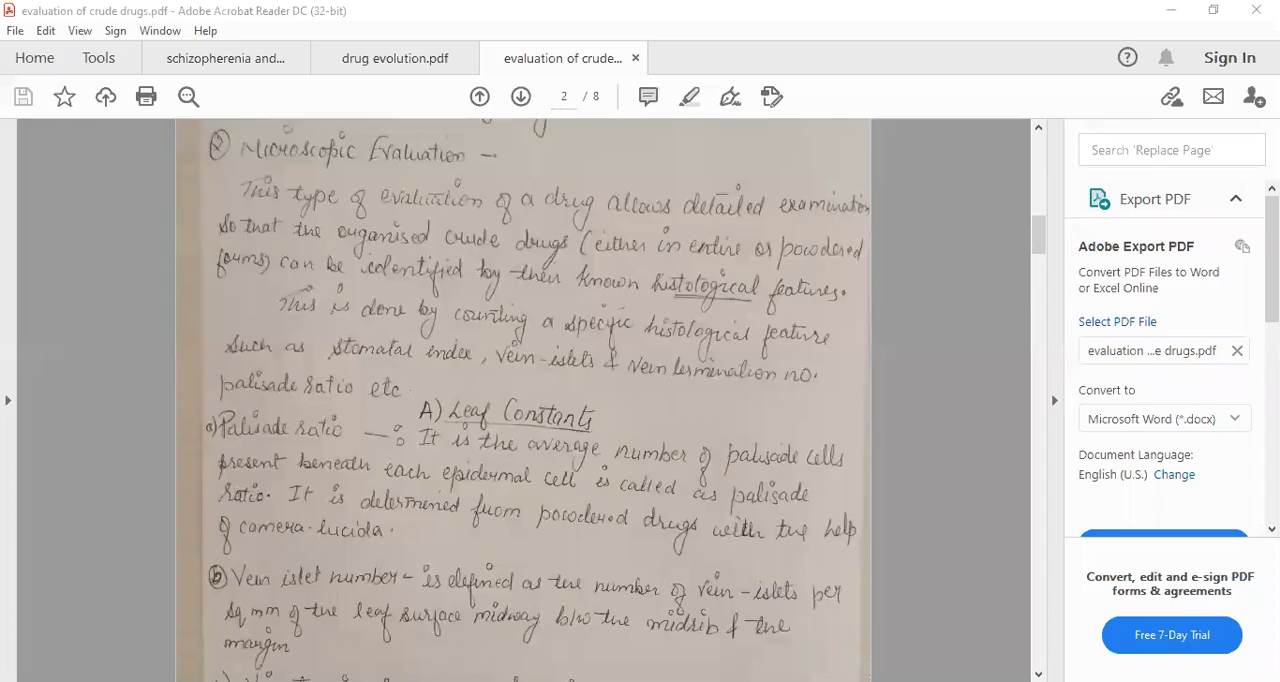 evaluation of crude drugs.pdf - Adobe Acrobat Reader DC (32-bit)
File Edit View Sign Window Help
Home Tools schizopherenia and... drug evolution.pdf evaluation of crude... × Sign In
2 / 8
② Microscopic Evaluation —
This type of evaluation of a drug allows detailed examination
so that the organised crude drugs (either in entire or powdered
forms) can be identified by their known histological features.
This is done by counting a specific histological feature
such as stomatal index, vein-islets & vein termination no.
palisade ratio etc.
A) Leaf Constants
a) Palisade ratio —: It is the average number of palisade cells
present beneath each epidermal cell is called as palisade
ratio. It is determined from powdered drugs with the help
of camera-lucida.
ⓑ Vein islet number - is defined as the number of vein-islets per
sq mm of the leaf surface midway b/w the midrib & the
margin
Search 'Replace Page'
Export PDF
Adobe Export PDF
Convert PDF Files to Word
or Excel Online
Select PDF File
evaluation ...e drugs.pdf
Convert to
Microsoft Word (*.docx)
Document Language:
English (U.S.) Change
Convert, edit and e-sign PDF
forms & agreements
Free 7-Day Trial